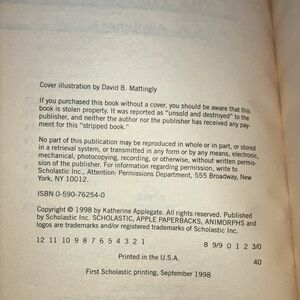 Cover illustration by David B. Mattingly
If you purchased this book without a cover, you should be aware that this
book is stolen property. It was reported as "unsold and destroyed" to the
publisher, and neither the author nor the publisher has received any pay-
ment for this "stripped book."
No part of this publication may be reproduced in whole or in part, or stored
in a retrieval system, or transmitted in any form or by any means, electronic,
mechanical, photocopying, recording, or otherwise, without written permis-
sion of the publisher. For information regarding permission, write to
Scholastic Inc., Attention: Permissions Department, 555 Broadway, New
York, NY 10012.
ISBN 0-590-76254-0
Copyright © 1998 by Katherine Applegate. All rights reserved. Published
by Scholastic Inc. SCHOLASTIC, APPLE PAPERBACKS, ANIMORPHS and
logos are trademarks and/or registered trademarks of Scholastic Inc.
12 11 10 9 8 7 6 5 4 3 2 1 8 9/9 0 1 2 3/0
Printed in the U.S.A. 40
First Scholastic printing, September 1998